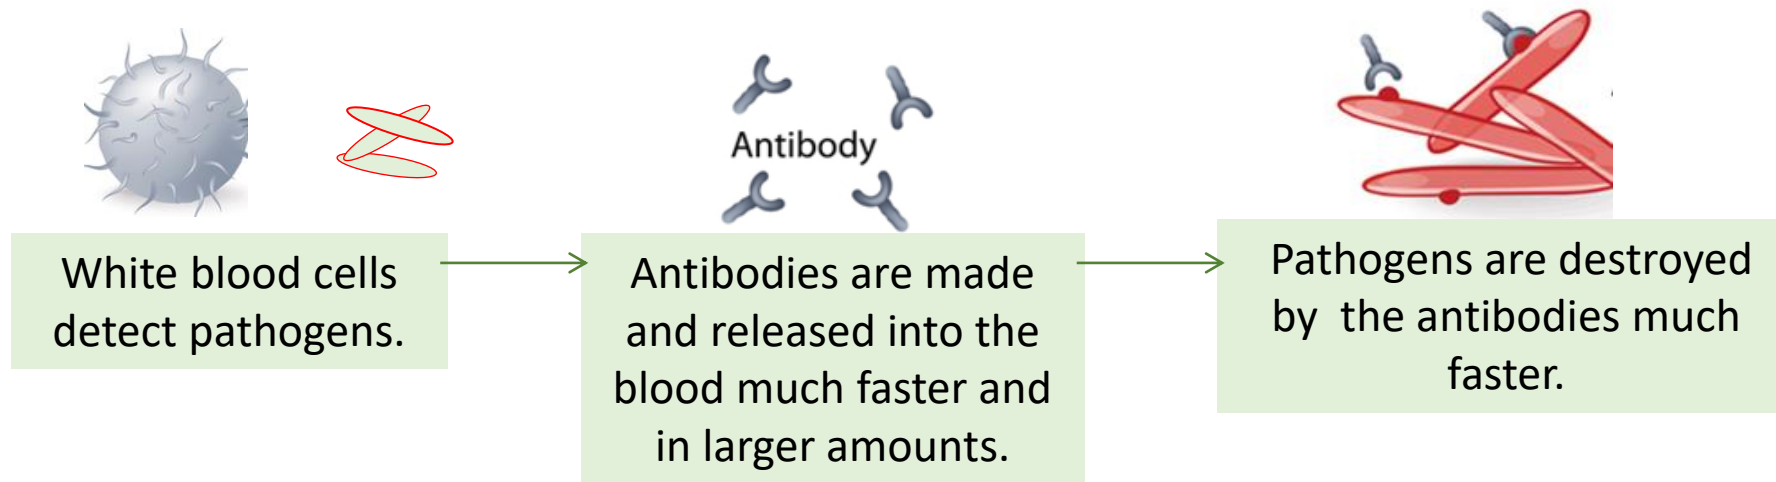 Antibody
White blood cells
detect pathogens.
Antibodies are made
and released into the
blood much faster and
in larger amounts.
Pathogens are destroyed
by the antibodies much
faster.